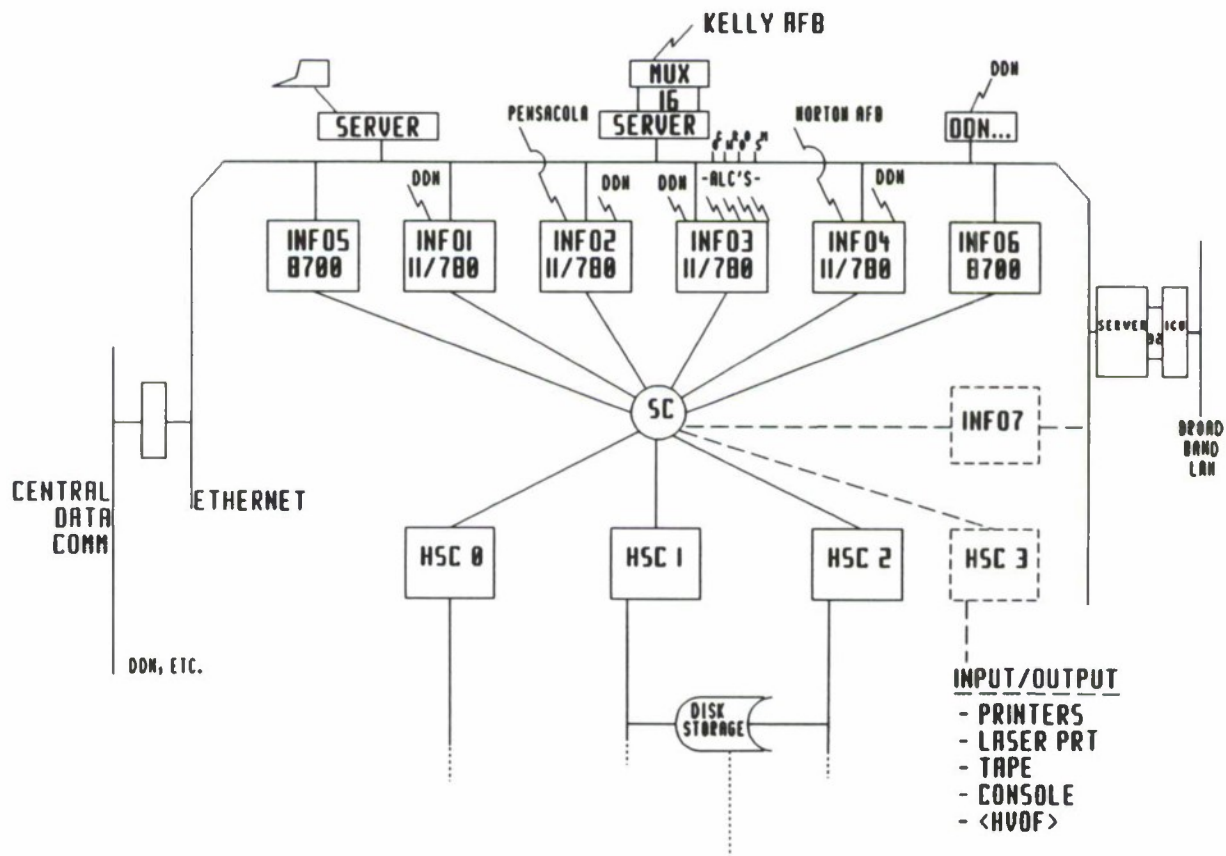 KELLY AFB
MUX
16
SERVER
SERVER
DDN
DDN...
PENSACOLA
NORTON AFB
DDN
DDN
DDN
-ALC'S-
DDN
INFO5
8700
INFO1
11/780
INFO2
11/780
INFO3
11/780
INFO4
11/780
INFO6
8700
SERVER
32
SC
INFO7
BROAD
BAND
LAN
CENTRAL
DATA
COMM
ETHERNET
HSC 0
HSC 1
HSC 2
HSC 3
DDN, ETC.
DISK
STORAGE
INPUT/OUTPUT
- PRINTERS
- LASER PRT
- TAPE
- CONSOLE
- <HVOF>